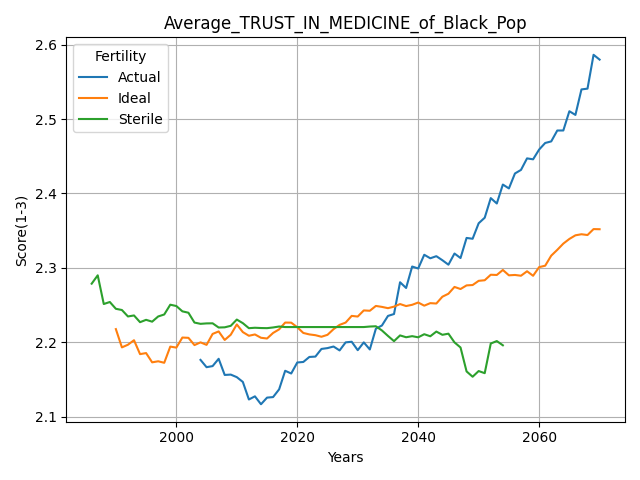 Average_TRUST_IN_MEDICINE_of_Black_Pop
Fertility
Actual
Ideal
Sterile
Score(1-3)
2.6
2.5
2.4
2.3
2.2
2.1
2000
2020
2040
2060
Years